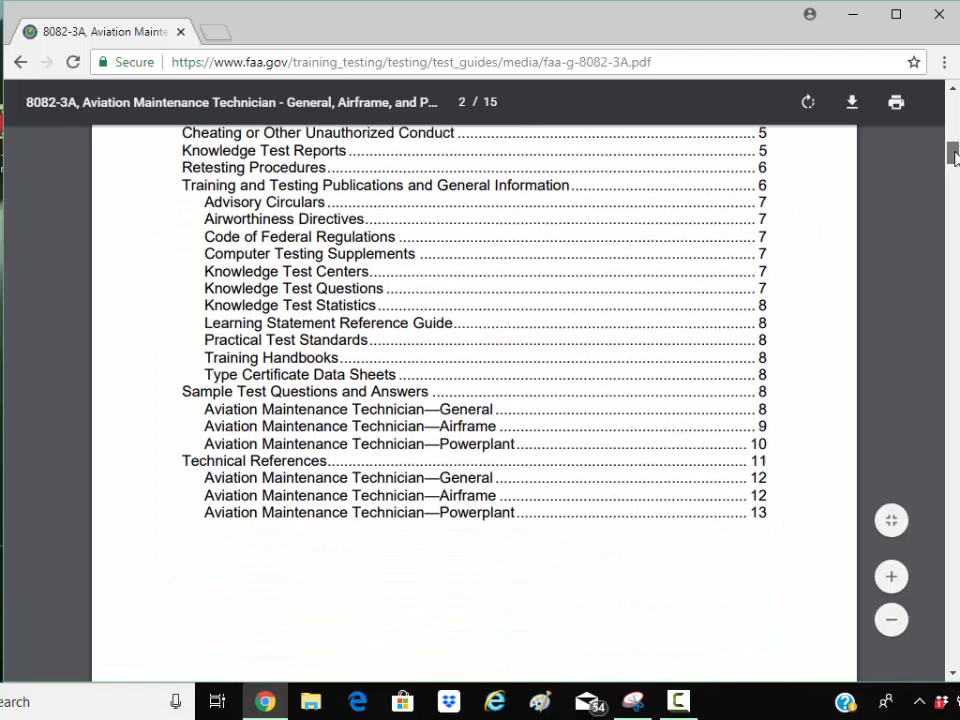 8082-3A, Aviation Mainte
Secure https://www.faa.gov/training_testing/testing/test_guides/media/faa-g-8082-3A.pdf
8082-3A, Aviation Maintenance Technician - General, Airframe, and P... 2 / 15
Cheating or Other Unauthorized Conduct ........ 5
Knowledge Test Reports ........ 5
Retesting Procedures ........ 6
Training and Testing Publications and General Information ........ 6
Advisory Circulars ........ 7
Airworthiness Directives ........ 7
Code of Federal Regulations ........ 7
Computer Testing Supplements ........ 7
Knowledge Test Centers ........ 7
Knowledge Test Questions ........ 7
Knowledge Test Statistics ........ 8
Learning Statement Reference Guide ........ 8
Practical Test Standards ........ 8
Training Handbooks ........ 8
Type Certificate Data Sheets ........ 8
Sample Test Questions and Answers ........ 8
Aviation Maintenance Technician—General ........ 8
Aviation Maintenance Technician—Airframe ........ 9
Aviation Maintenance Technician—Powerplant ........ 10
Technical References ........ 11
Aviation Maintenance Technician—General ........ 12
Aviation Maintenance Technician—Airframe ........ 12
Aviation Maintenance Technician—Powerplant ........ 13
earch 54